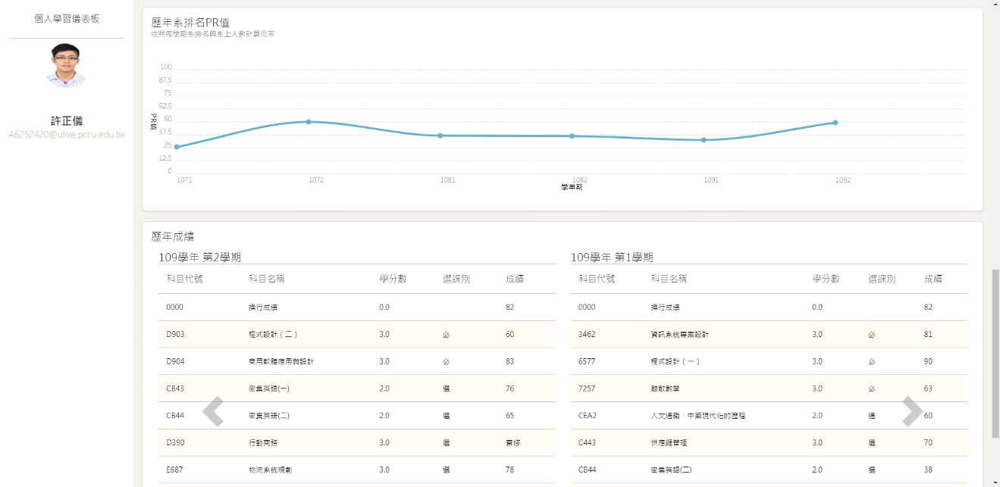 個人學習儀表板
許正儀
A6252420@ulive.pccu.edu.tw
歷年系排名PR值
依照每學期系排名與系上人數計算而來
100
87.5
75
62.5
50
37.5
25
12.5
0
PR值
1071 1072 1081 1082 1091 1092
學年期
歷年成績
109學年 第2學期
科目代號 科目名稱 學分數 選課別 成績
0000 操行成績 0.0 82
D903 程式設計（二） 3.0 必 60
D904 商用軟體應用與設計 3.0 必 83
CB43 密集英語(一) 2.0 選 76
CB44 密集英語(二) 2.0 選 65
D390 行動商務 3.0 選 棄修
E687 物流系統規劃 3.0 選 78
109學年 第1學期
科目代號 科目名稱 學分數 選課別 成績
0000 操行成績 0.0 82
3462 資訊系統專案設計 3.0 必 81
6577 程式設計（一） 3.0 必 90
7257 離散數學 3.0 必 63
CEA2 人文通識：中國現代化的歷程 2.0 通 60
C443 供應鏈管理 3.0 選 70
CB44 密集英語(二) 2.0 選 38